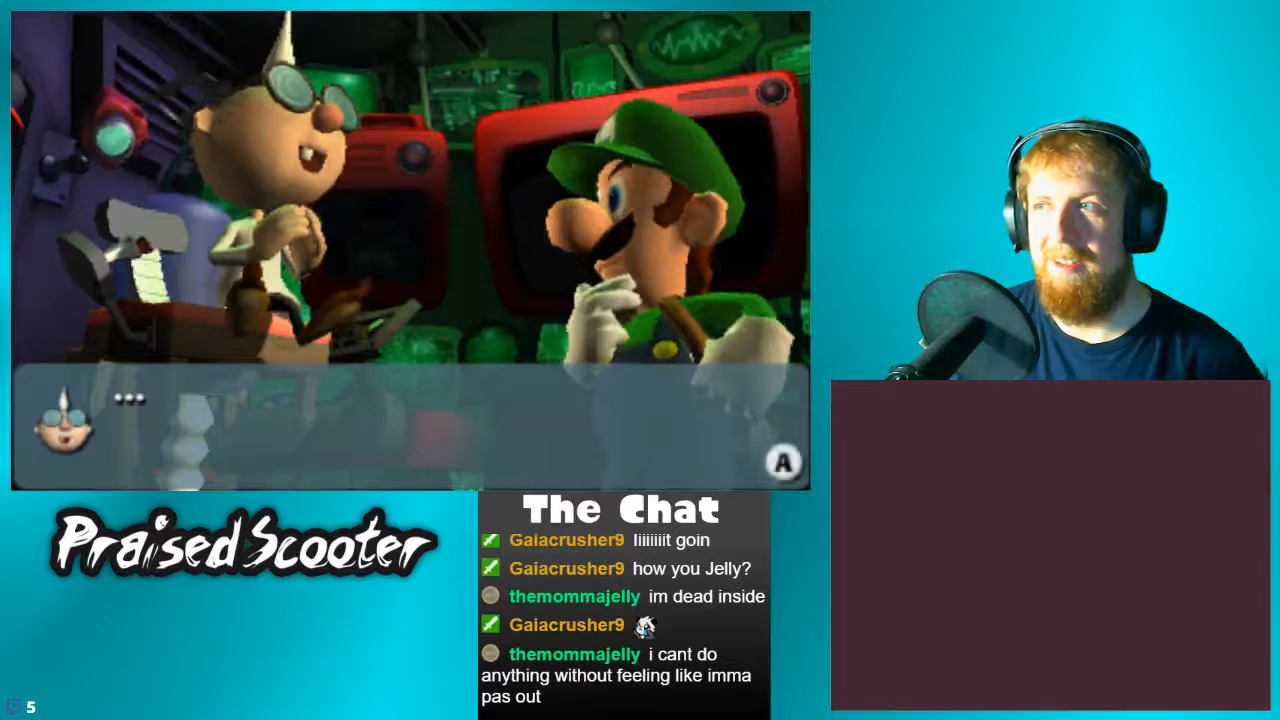 ...
A
PraisedScooter
The Chat
Gaiacrusher9 liiiiiiit goin
Gaiacrusher9 how you Jelly?
themommajelly im dead inside
Gaiacrusher9
themommajelly i cant do
anything without feeling like imma
pas out
5